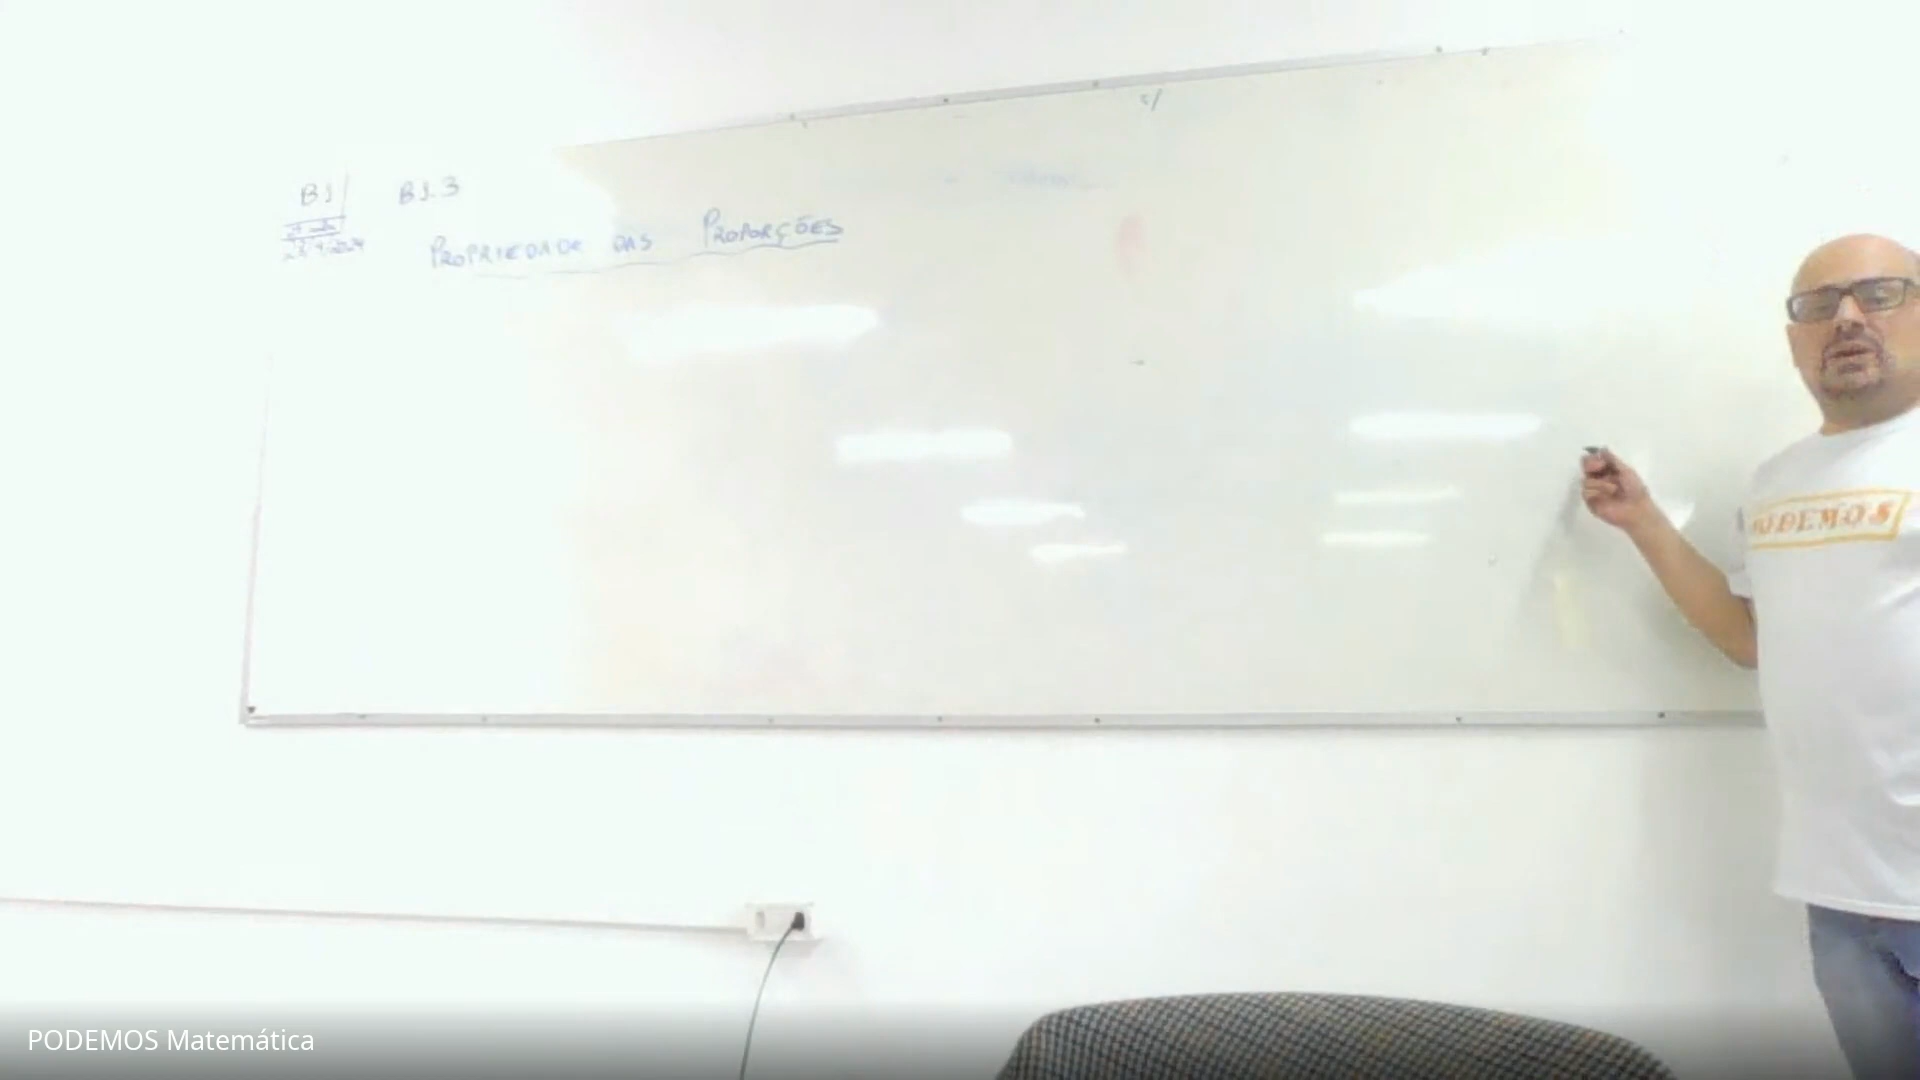 B1
B1.3
PROPRIEDADE DAS PROPORÇÕES
PODEMOS
PODEMOS Matemática